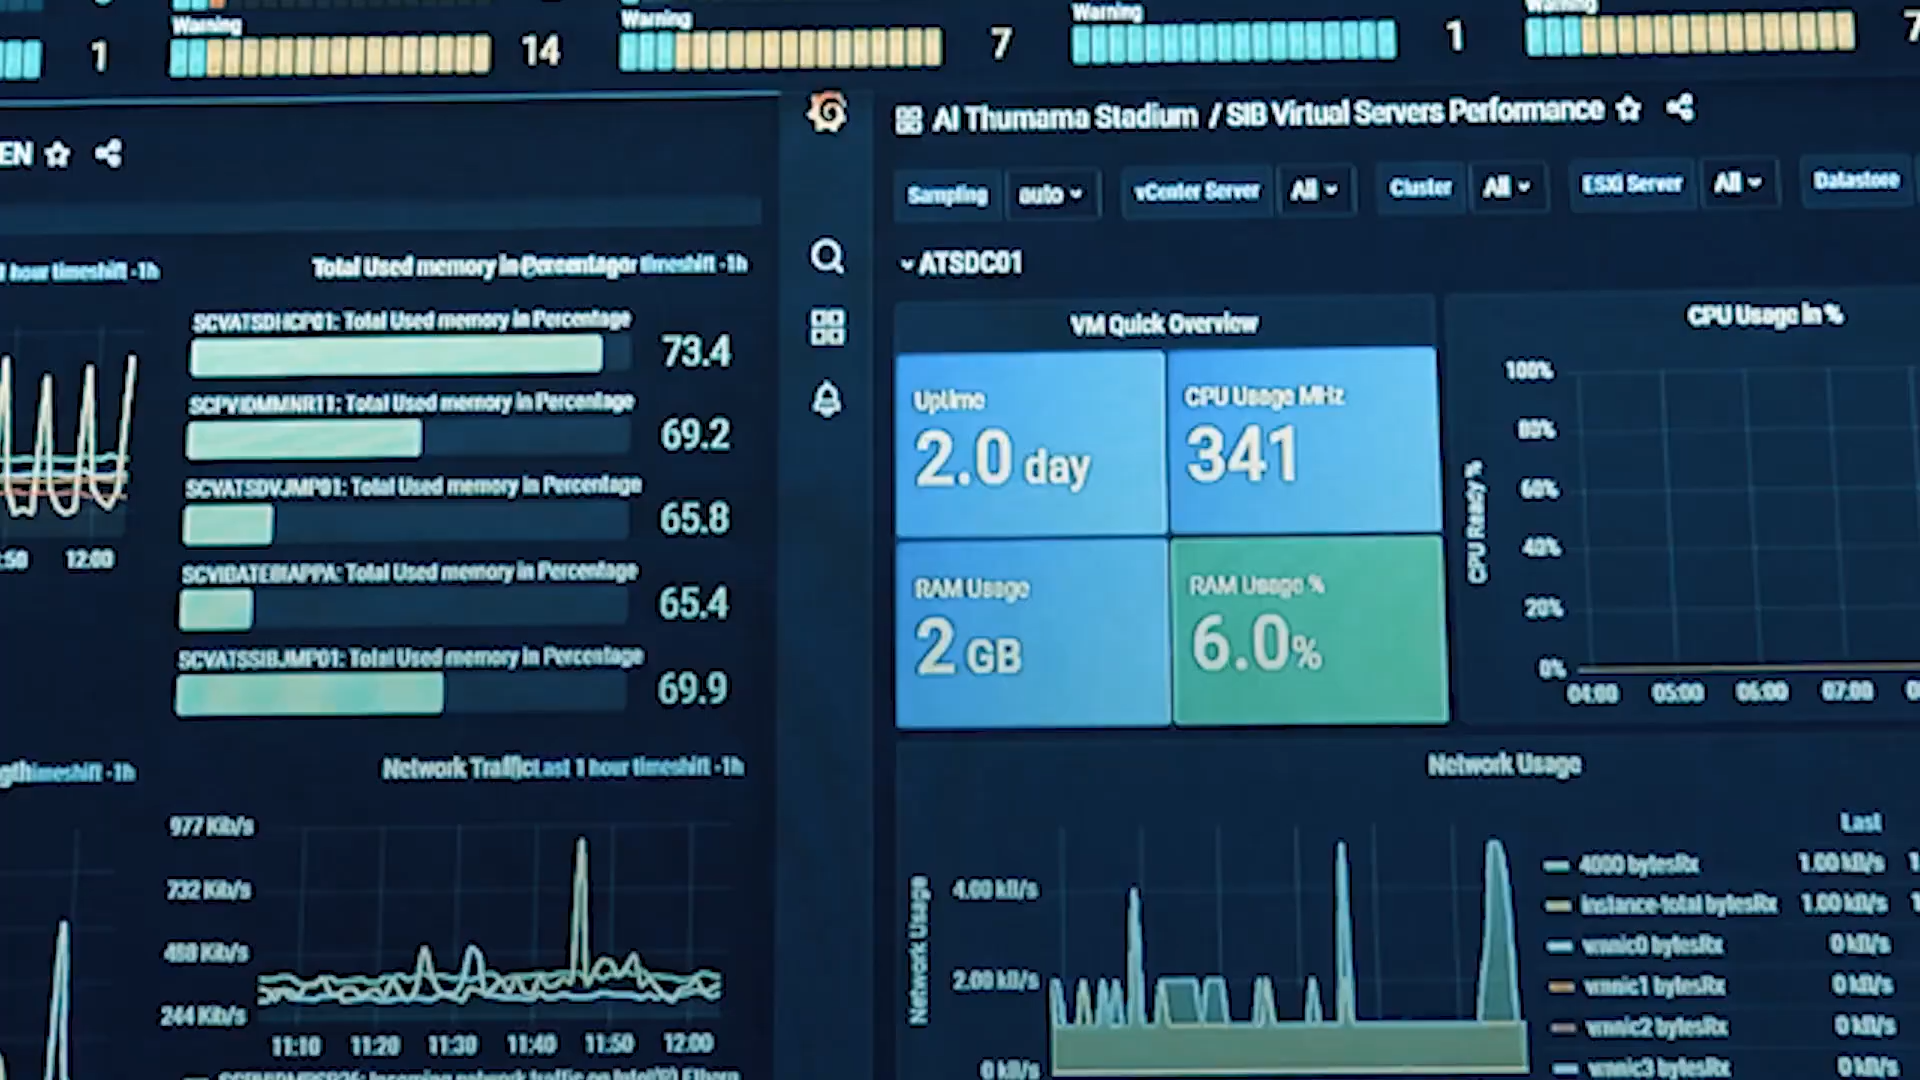 Warning
Warning
Warning
Warning
1
14
7
1
7
EN
hour timeshift -1h
Total Used memory in Percentage timeshift -1h
SCVATSDHCP01: Total Used memory in Percentage
73.4
SCPVIDMMNR11: Total Used memory in Percentage
69.2
SCVATSDVJMP01: Total Used memory in Percentage
65.8
Total Used memory in Percentage
65.4
SCVATSSIBJMP01: Total Used memory in Percentage
69.9
:50 12:00
timeshift -1h
Network Traffic Last 1 hour timeshift -1h
977 Kib/s
732 Kib/s
488 Kib/s
244 Kib/s
11:10 11:20 11:30 11:40 11:50 12:00
Incoming network traffic on Intel(R)
Al Thumama Stadium / SIB Virtual Servers Performance
Sampling auto vCenter Server All Cluster All ESXi Server All Datastore
ATSDC01
VM Quick Overview
Uptime
2.0 day
CPU Usage MHz
341
RAM Usage
2 GB
RAM Usage %
6.0%
CPU Usage in %
CPU Ready %
100%
80%
60%
40%
20%
0%
04:00 05:00 06:00 07:00
Network Usage
Network Usage
4.00 kB/s
2.00 kB/s
0 kB/s
Last
4000 bytesRx 1.00 kB/s
instance-total bytesRx 1.00 kB/s
vmnic0 bytesRx 0 kB/s
vmnic1 bytesRx 0 kB/s
vmnic2 bytesRx 0 kB/s
vmnic3 bytesRx 0 kB/s